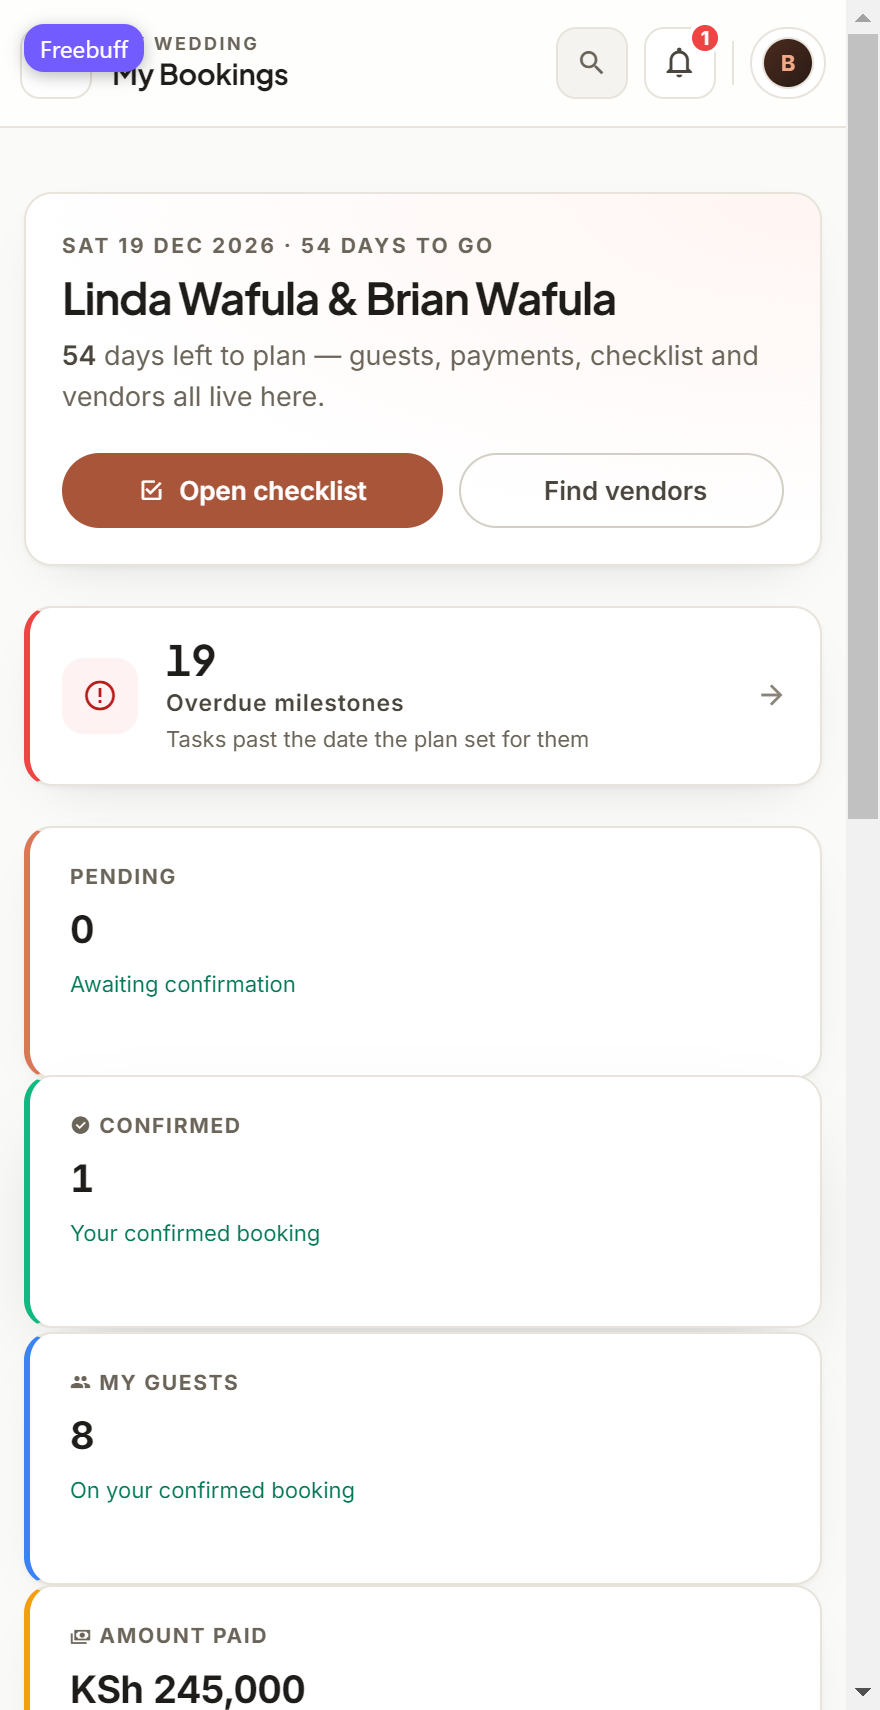 Freebuff
WEDDING
My Bookings
1
B
SAT 19 DEC 2026 · 54 DAYS TO GO
Linda Wafula & Brian Wafula
54 days left to plan — guests, payments, checklist and
vendors all live here.
Open checklist
Find vendors
19
Overdue milestones
Tasks past the date the plan set for them
PENDING
0
Awaiting confirmation
CONFIRMED
1
Your confirmed booking
MY GUESTS
8
On your confirmed booking
AMOUNT PAID
KSh 245,000